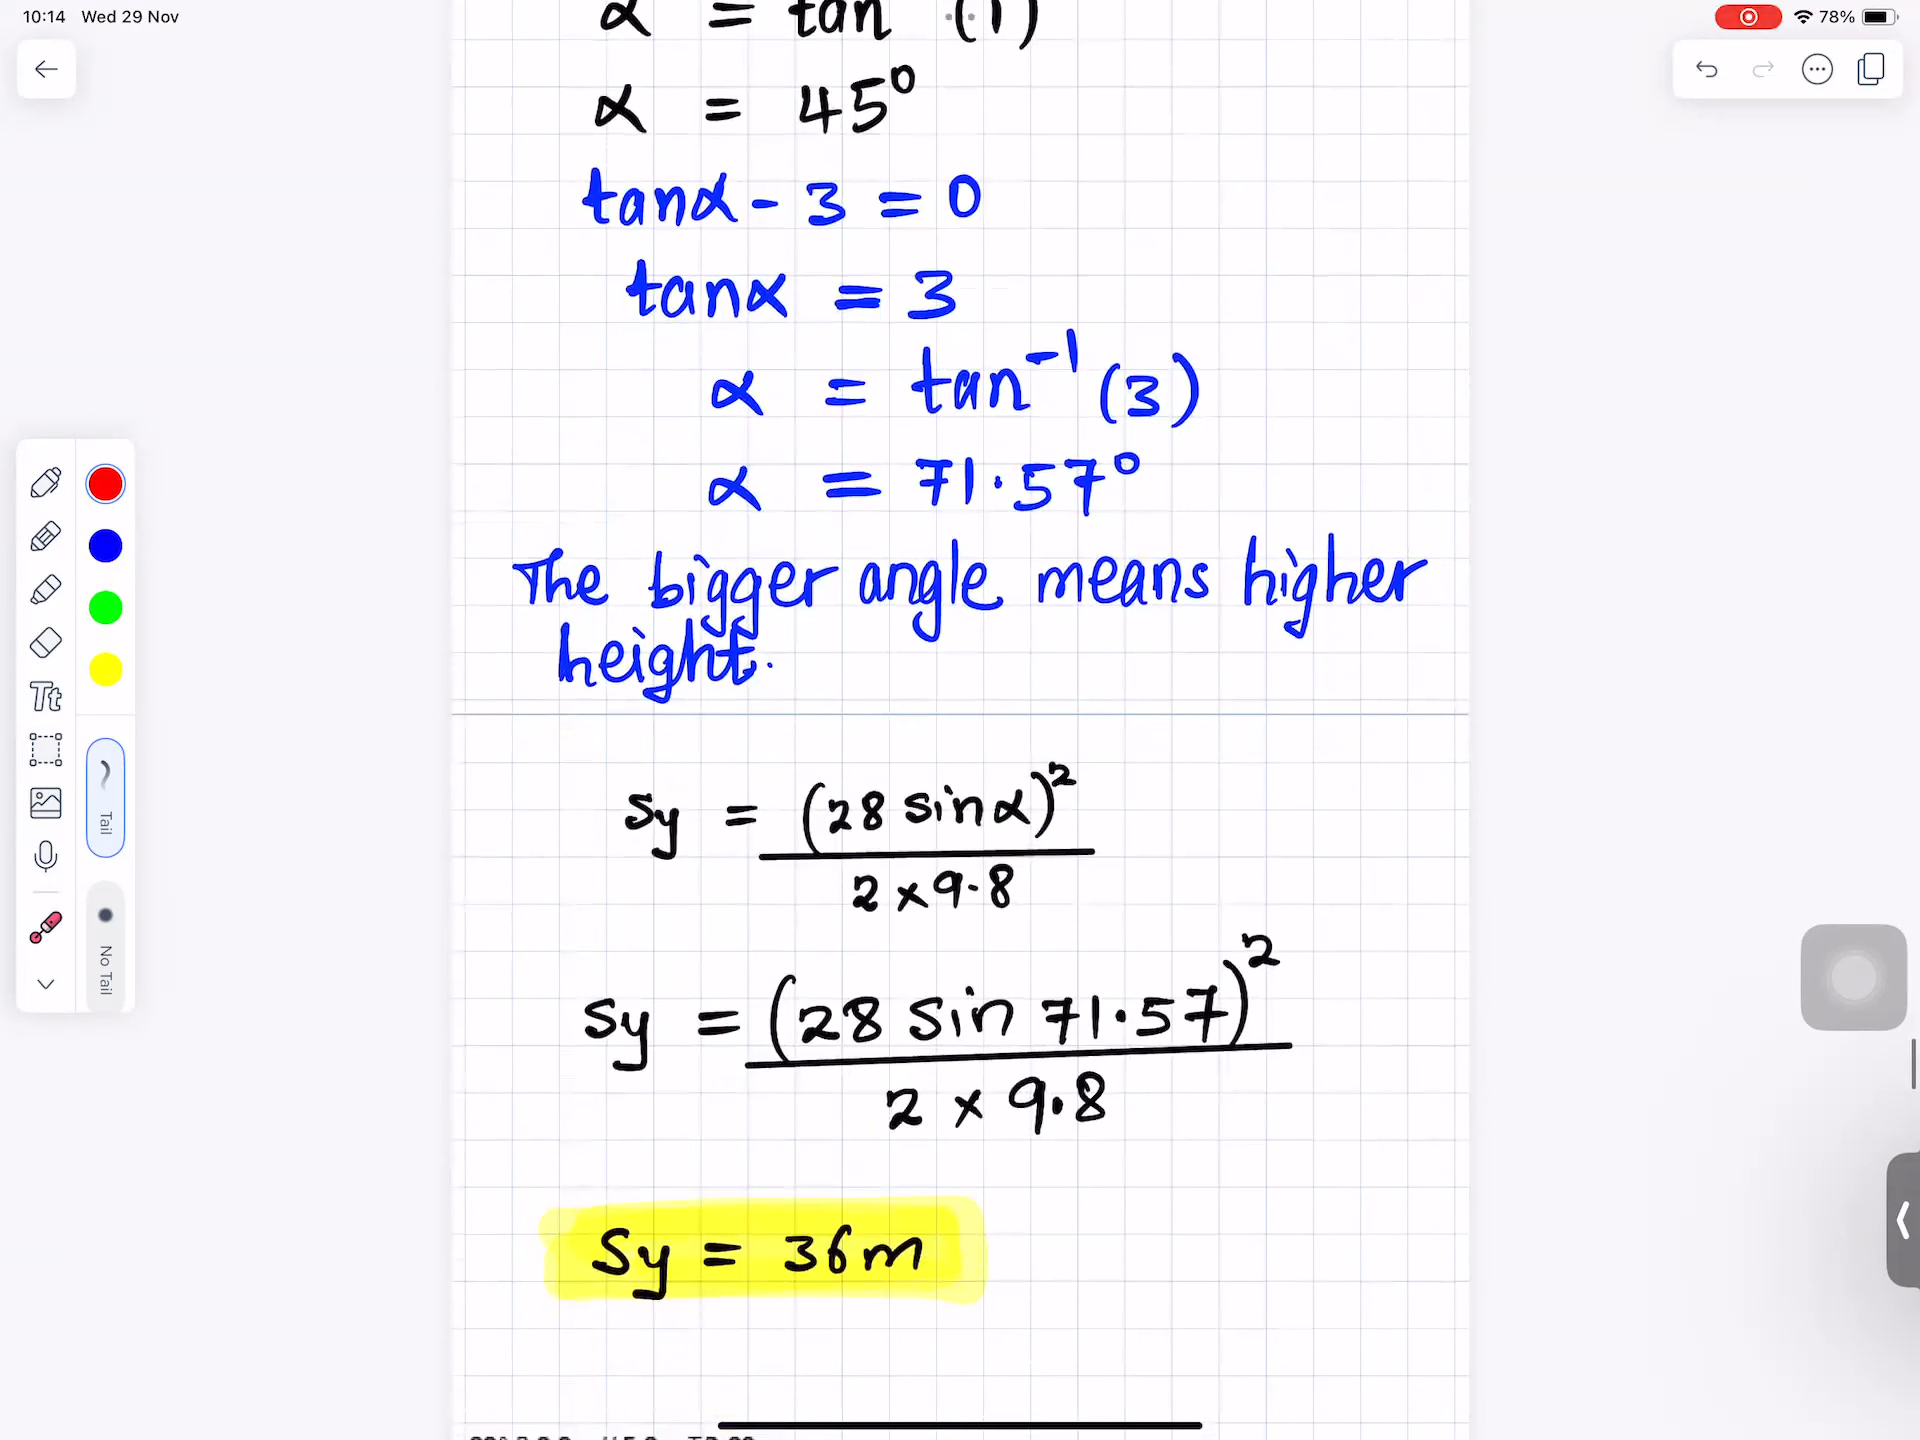 10:14 Wed 29 Nov
78%
α = tan (1)
α = 45°
tanα - 3 = 0
tanα = 3
α = tan⁻¹ (3)
α = 71.57°
The bigger angle means higher
height.
Sy = (28 sin α)²
2 × 9.8
Sy = (28 sin 71.57)²
2 × 9.8
Sy = 36m
Tt
Tail
No Tail